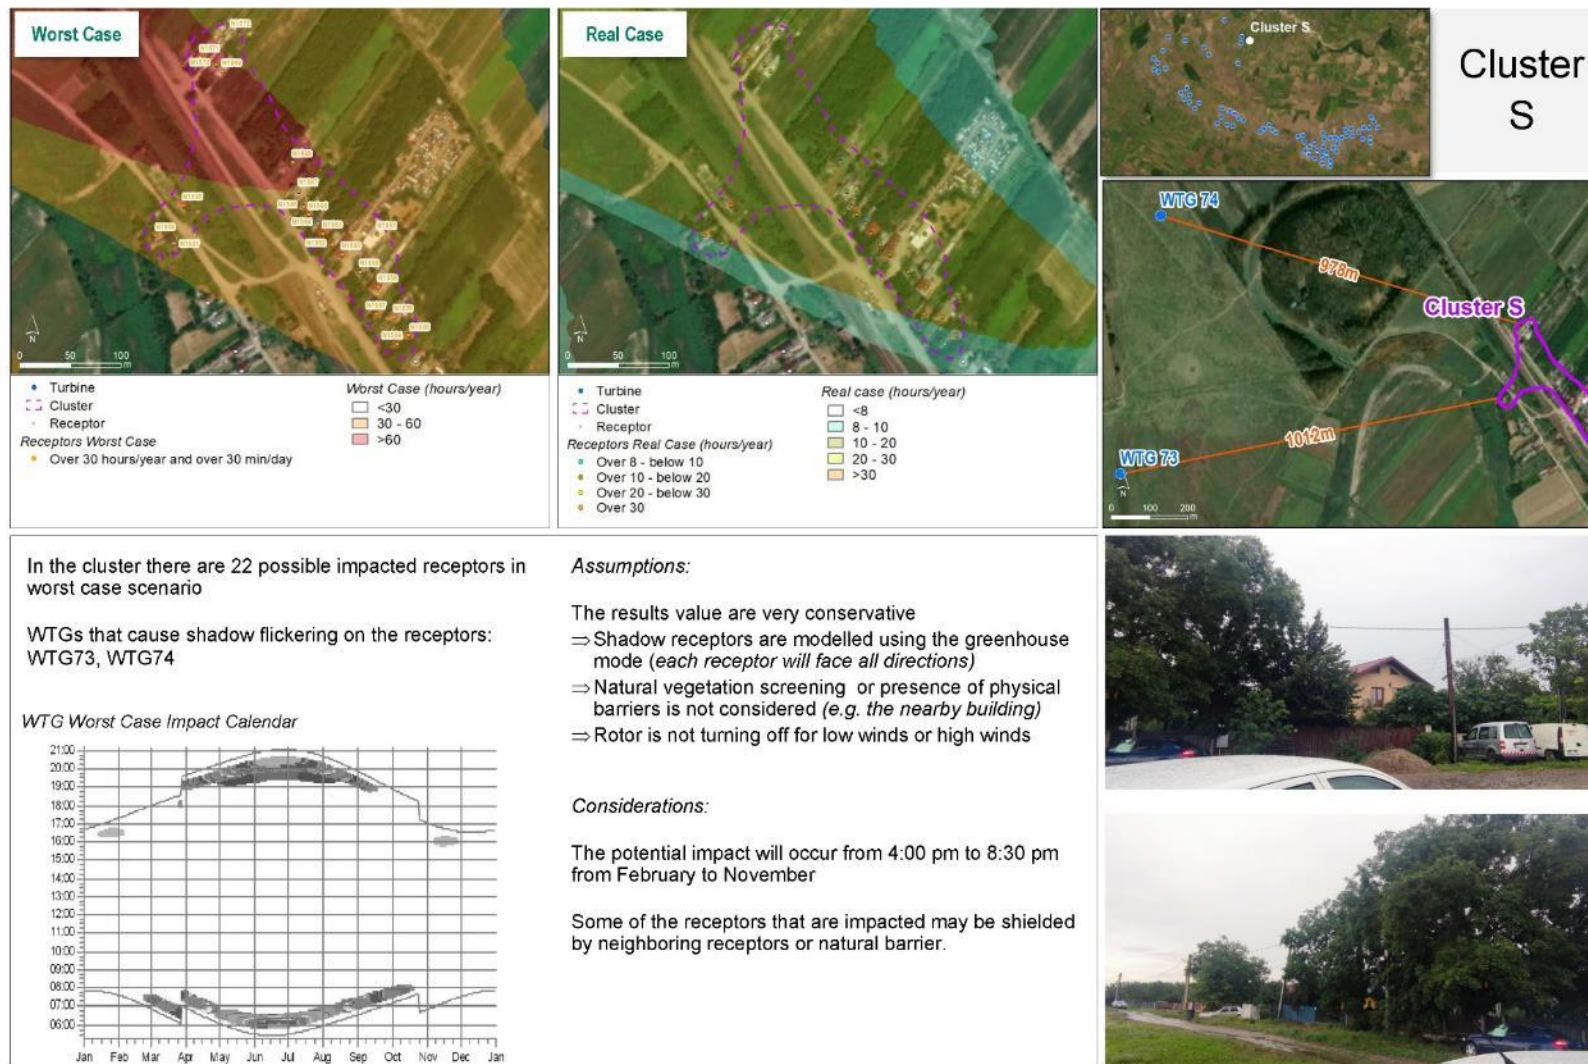 Worst Case
Real Case
Cluster S
Cluster
S
N
0 50 100
m
N
0 50 100
m
WTG 74
978m
Cluster S
1012m
WTG 73
N
0 100 200
m
Turbine
Cluster
Receptor
Receptors Worst Case
Over 30 hours/year and over 30 min/day
Worst Case (hours/year)
<30
30 - 60
>60
Turbine
Cluster
Receptor
Receptors Real Case (hours/year)
Over 8 - below 10
Over 10 - below 20
Over 20 - below 30
Over 30
Real case (hours/year)
<8
8 - 10
10 - 20
20 - 30
>30
In the cluster there are 22 possible impacted receptors in
worst case scenario
WTGs that cause shadow flickering on the receptors:
WTG73, WTG74
WTG Worst Case Impact Calendar
21:00
20:00
19:00
18:00
17:00
16:00
15:00
14:00
13:00
12:00
11:00
10:00
09:00
08:00
07:00
06:00
Jan Feb Mar Apr May Jun Jul Aug Sep Oct Nov Dec Jan
Assumptions:
The results value are very conservative
⇒ Shadow receptors are modelled using the greenhouse
mode (each receptor will face all directions)
⇒ Natural vegetation screening or presence of physical
barriers is not considered (e.g. the nearby building)
⇒ Rotor is not turning off for low winds or high winds
Considerations:
The potential impact will occur from 4:00 pm to 8:30 pm
from February to November
Some of the receptors that are impacted may be shielded
by neighboring receptors or natural barrier.